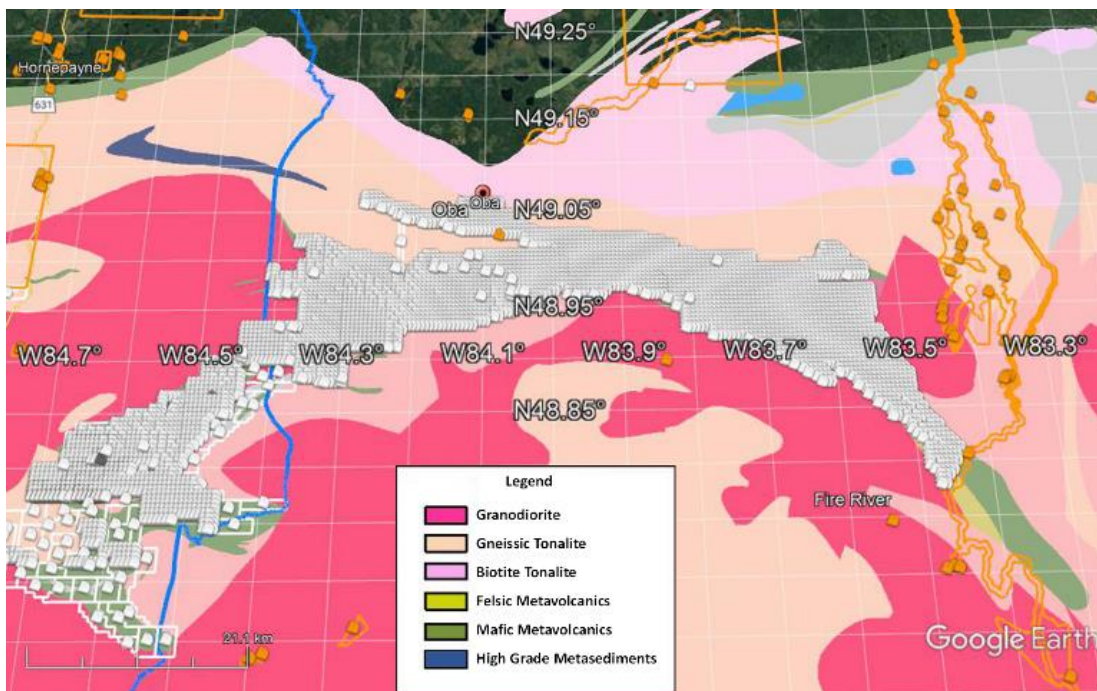 N49.25°
Hornepayne
631
N49.15°
Oba
Oba
N49.05°
N48.95°
W84.7°
W84.5°
W84.3°
W84.1°
W83.9°
W83.7°
W83.5°
W83.3°
N48.85°
Legend
Granodiorite
Gneissic Tonalite
Biotite Tonalite
Felsic Metavolcanics
Mafic Metavolcanics
High Grade Metasediments
Fire River
21.1 km
Google Earth